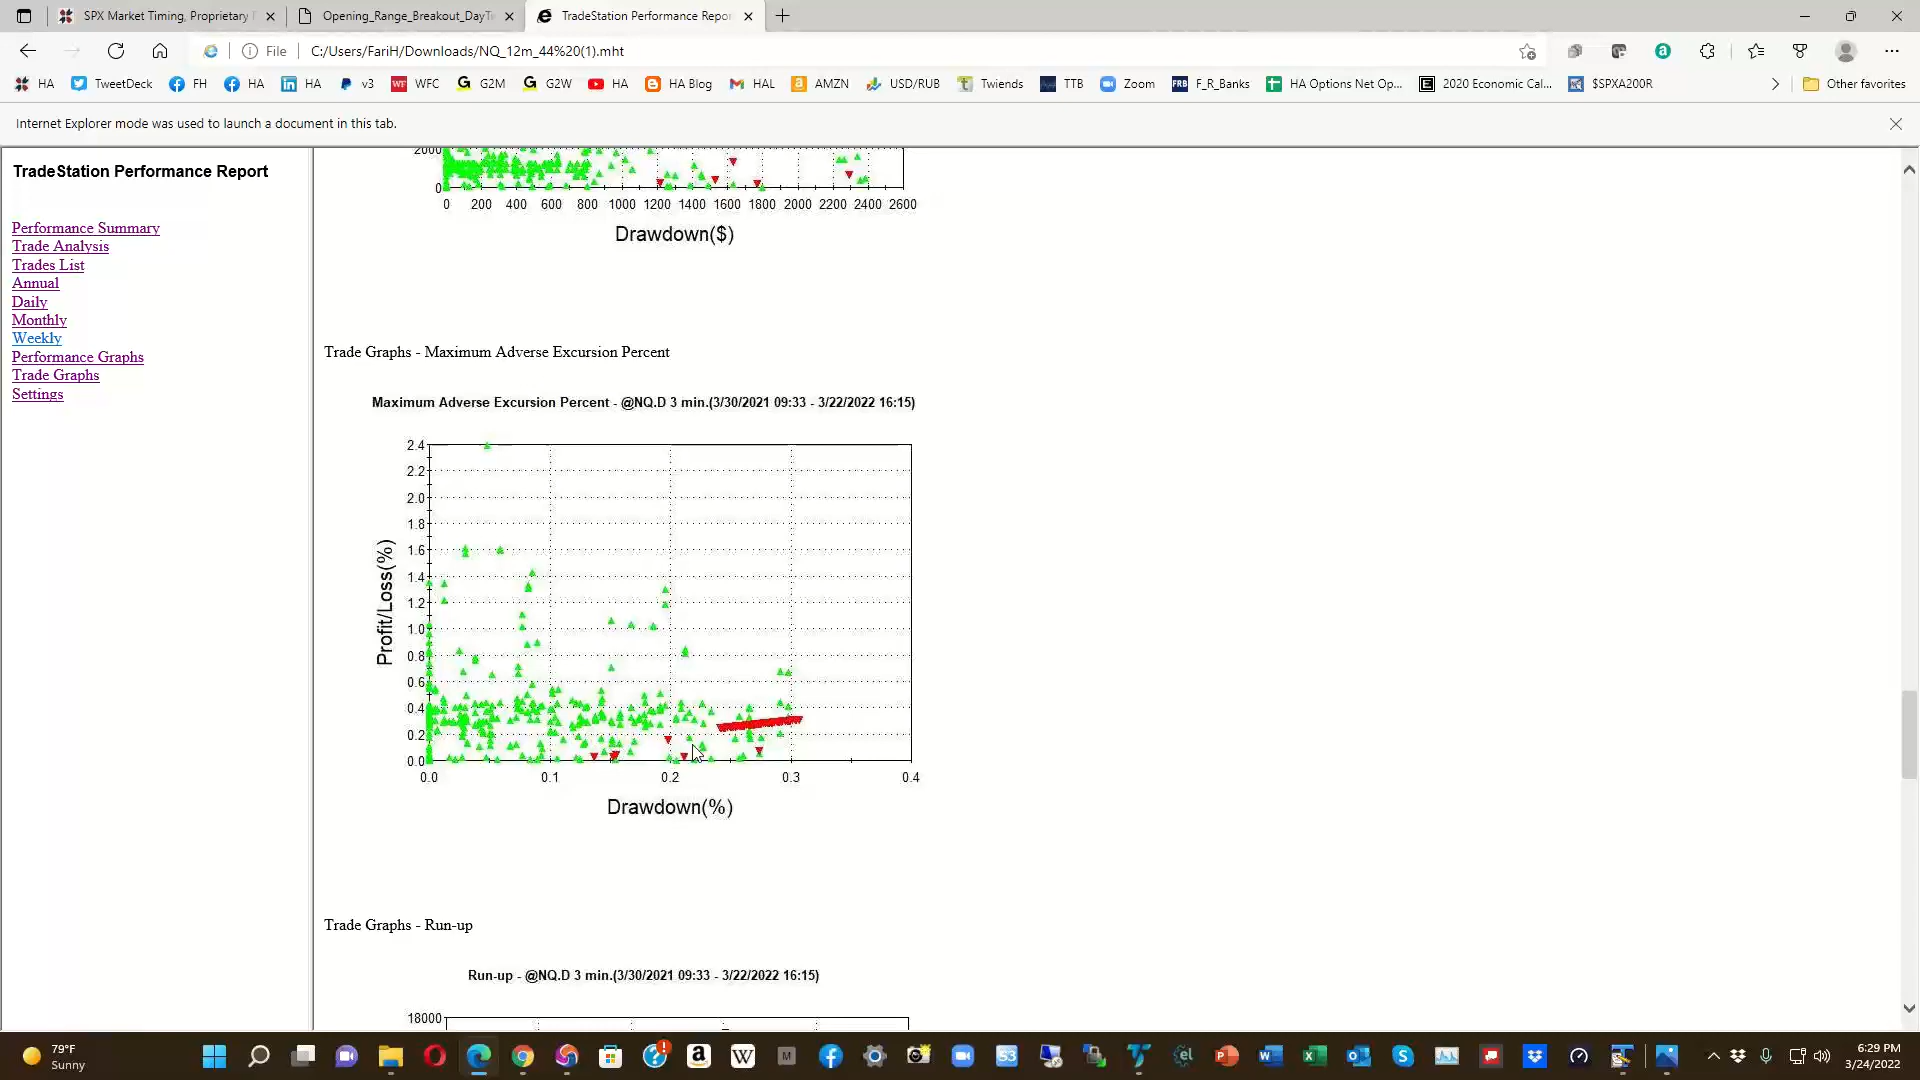 SPX Market Timing, Proprietary
Opening_Range_Breakout_DayT
TradeStation Performance Repor
File
C:/Users/FariH/Downloads/NQ_12m_44%20(1).mht
HA
TweetDeck
FH
HA
HA
v3
WF
WFC
G2M
G2W
HA
HA Blog
HAL
AMZN
USD/RUB
Twiends
TTB
Zoom
FRB
F_R_Banks
HA Options Net Op...
2020 Economic Cal...
$SPXA200R
Other favorites
Internet Explorer mode was used to launch a document in this tab.
TradeStation Performance Report
Performance Summary
Trade Analysis
Trades List
Annual
Daily
Monthly
Weekly
Performance Graphs
Trade Graphs
Settings
2000
0
0 200 400 600 800 1000 1200 1400 1600 1800 2000 2200 2400 2600
Drawdown($)
Trade Graphs - Maximum Adverse Excursion Percent
Maximum Adverse Excursion Percent - @NQ.D 3 min.(3/30/2021 09:33 - 3/22/2022 16:15)
Profit/Loss(%)
2.4
2.2
2.0
1.8
1.6
1.4
1.2
1.0
0.8
0.6
0.4
0.2
0.0
0.0 0.1 0.2 0.3 0.4
Drawdown(%)
Trade Graphs - Run-up
Run-up - @NQ.D 3 min.(3/30/2021 09:33 - 3/22/2022 16:15)
18000
79°F
Sunny
6:29 PM
3/24/2022